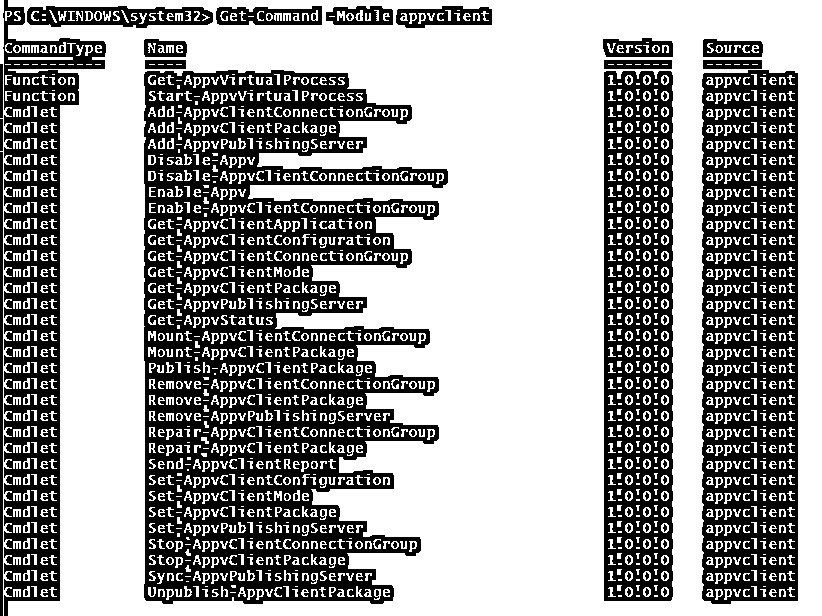 PS C:\WINDOWS\system32> Get-Command -Module appvclient
CommandType Name Version Source
----------- ---- ------- ------
Function Get-AppvVirtualProcess 1.0.0.0 appvclient
Function Start-AppvVirtualProcess 1.0.0.0 appvclient
Cmdlet Add-AppvClientConnectionGroup 1.0.0.0 appvclient
Cmdlet Add-AppvClientPackage 1.0.0.0 appvclient
Cmdlet Add-AppvPublishingServer 1.0.0.0 appvclient
Cmdlet Disable-Appv 1.0.0.0 appvclient
Cmdlet Disable-AppvClientConnectionGroup 1.0.0.0 appvclient
Cmdlet Enable-Appv 1.0.0.0 appvclient
Cmdlet Enable-AppvClientConnectionGroup 1.0.0.0 appvclient
Cmdlet Get-AppvClientApplication 1.0.0.0 appvclient
Cmdlet Get-AppvClientConfiguration 1.0.0.0 appvclient
Cmdlet Get-AppvClientConnectionGroup 1.0.0.0 appvclient
Cmdlet Get-AppvClientMode 1.0.0.0 appvclient
Cmdlet Get-AppvClientPackage 1.0.0.0 appvclient
Cmdlet Get-AppvPublishingServer 1.0.0.0 appvclient
Cmdlet Get-AppvStatus 1.0.0.0 appvclient
Cmdlet Mount-AppvClientConnectionGroup 1.0.0.0 appvclient
Cmdlet Mount-AppvClientPackage 1.0.0.0 appvclient
Cmdlet Publish-AppvClientPackage 1.0.0.0 appvclient
Cmdlet Remove-AppvClientConnectionGroup 1.0.0.0 appvclient
Cmdlet Remove-AppvClientPackage 1.0.0.0 appvclient
Cmdlet Remove-AppvPublishingServer 1.0.0.0 appvclient
Cmdlet Repair-AppvClientConnectionGroup 1.0.0.0 appvclient
Cmdlet Repair-AppvClientPackage 1.0.0.0 appvclient
Cmdlet Send-AppvClientReport 1.0.0.0 appvclient
Cmdlet Set-AppvClientConfiguration 1.0.0.0 appvclient
Cmdlet Set-AppvClientMode 1.0.0.0 appvclient
Cmdlet Set-AppvClientPackage 1.0.0.0 appvclient
Cmdlet Set-AppvPublishingServer 1.0.0.0 appvclient
Cmdlet Stop-AppvClientConnectionGroup 1.0.0.0 appvclient
Cmdlet Stop-AppvClientPackage 1.0.0.0 appvclient
Cmdlet Sync-AppvPublishingServer 1.0.0.0 appvclient
Cmdlet Unpublish-AppvClientPackage 1.0.0.0 appvclient